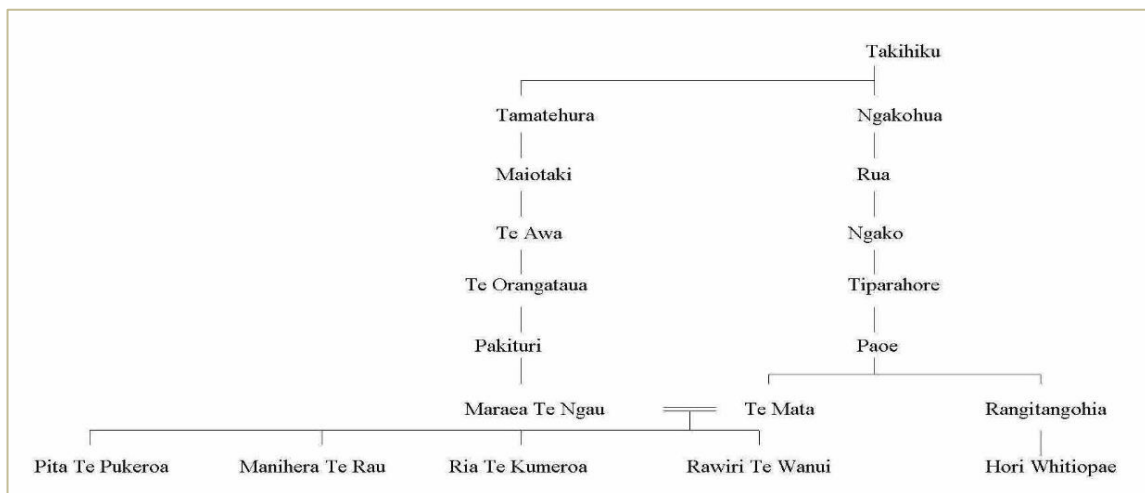 Takihiku
Tamatehura Ngakohua
Maiotaki Rua
Te Awa Ngako
Te Orangataua Tiparahore
Pakituri Paoe
Maraea Te Ngau Te Mata Rangitangohia
Pita Te Pukeroa Manihera Te Rau Ria Te Kumeroa Rawiri Te Wanui Hori Whitiopae